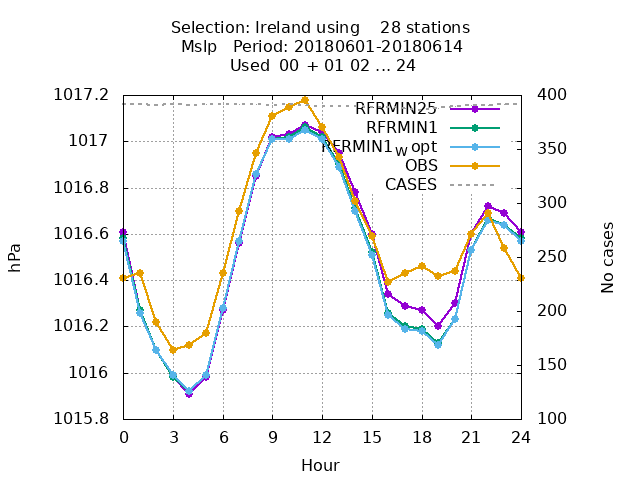 Selection: Ireland using 28 stations
Mslp Period: 20180601-20180614
Used 00 + 01 02 ... 24
1017.2 400
RFRMIN25
RFRMIN1
1017 350
RFRMIN1w opt
OBS
1016.8 CASES
300
1016.6
250
1016.4
200
1016.2
150
1016
1015.8 100
hPa
No cases
0 3 6 9 12 15 18 21 24
Hour